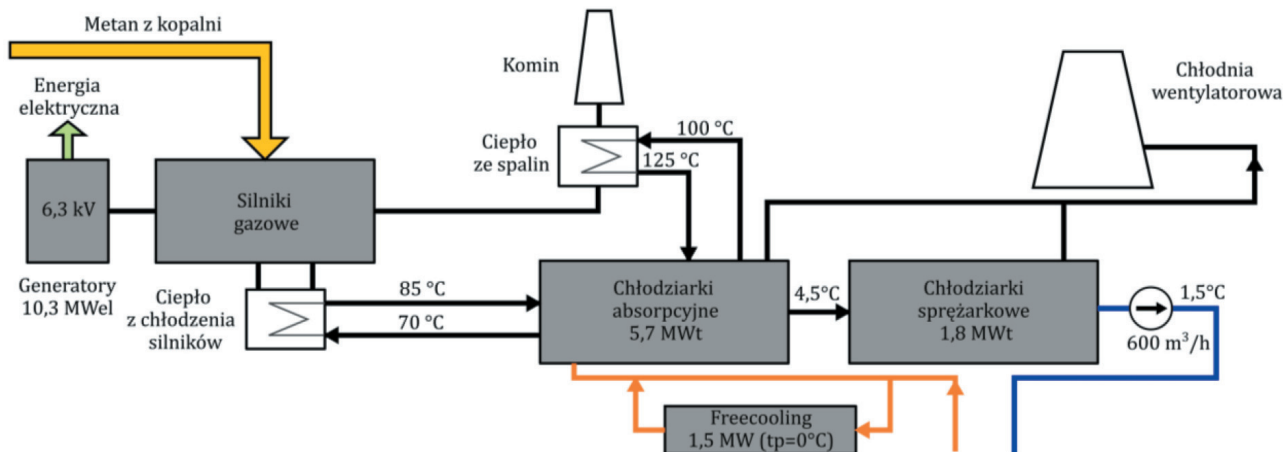 Metan z kopalni
Energia
elektryczna
6,3 kV
Generatory
10,3 MWel
Silniki
gazowe
Ciepło
z chłodzenia
silników
Komin
Ciepło
ze spalin
100 °C
125 °C
85 °C
70 °C
Chłodziarki
absorpcyjne
5,7 MWt
4,5°C
Chłodziarki
sprężarkowe
1,8 MWt
Chłodnia
wentylatorowa
1,5°C
600 m³/h
Freecooling
1,5 MW (tp=0°C)